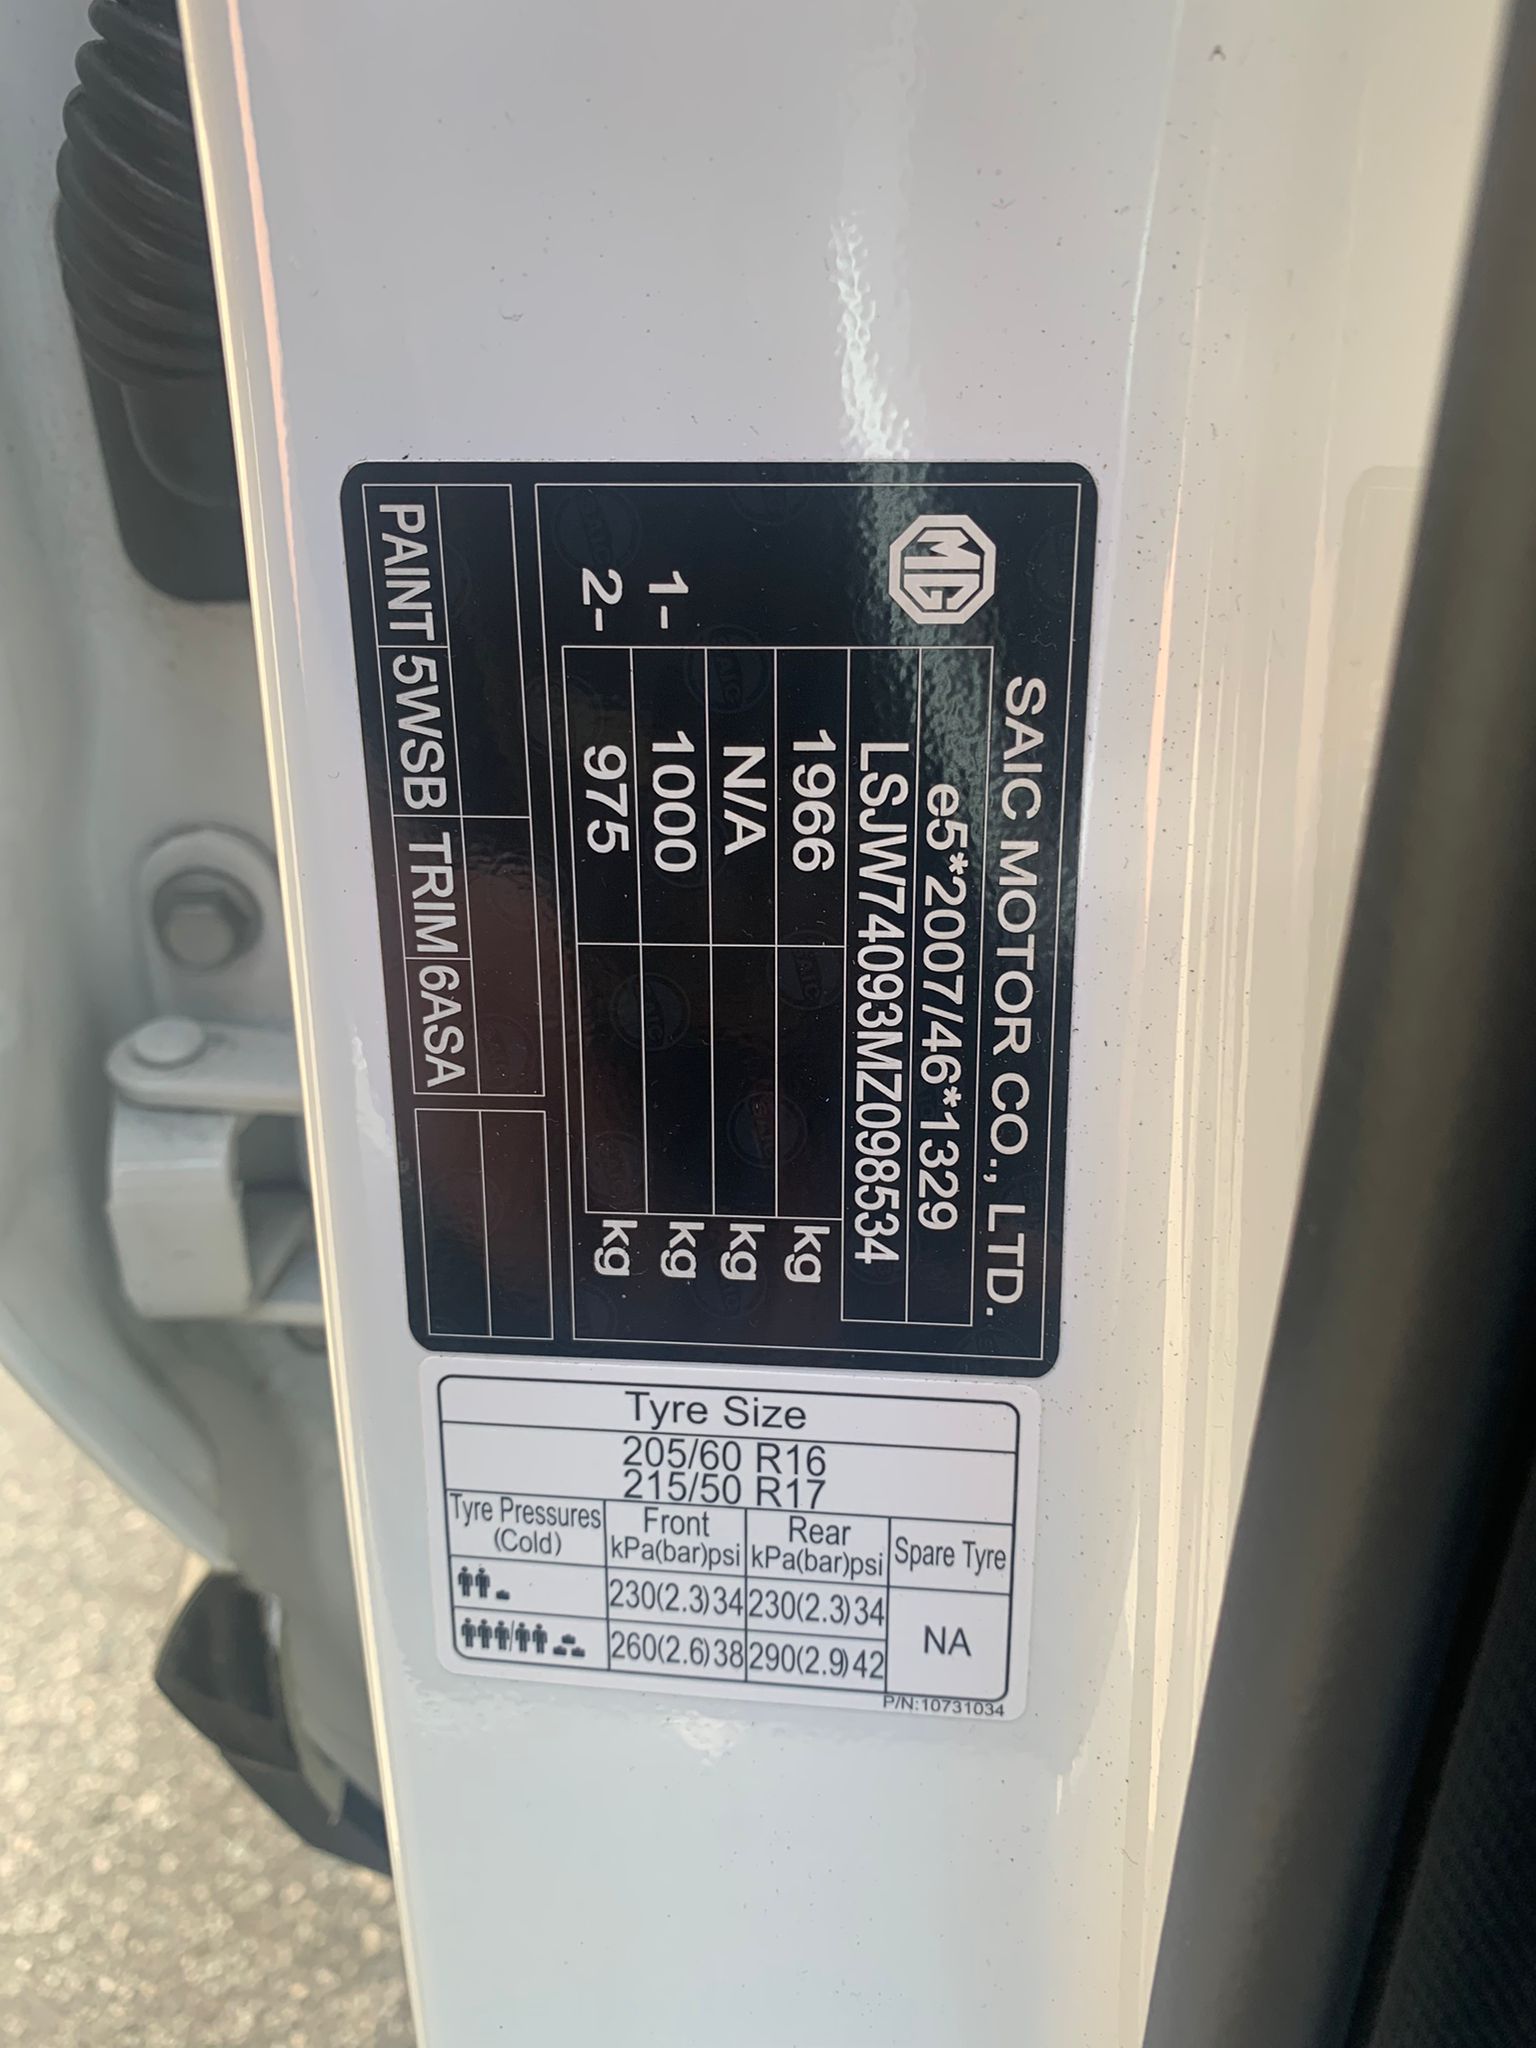 MG
SAIC MOTOR CO., LTD.
e5*2007/46*1329
LSJW74093MZ098534
1966 kg
N/A kg
1- 1000 kg
2- 975 kg
PAINT 5WSB TRIM 6ASA
Tyre Size
205/60 R16
215/50 R17
Tyre Pressures (Cold) Front kPa(bar)psi Rear kPa(bar)psi Spare Tyre
230(2.3)34 230(2.3)34 NA
260(2.6)38 290(2.9)42
P/N:10731034